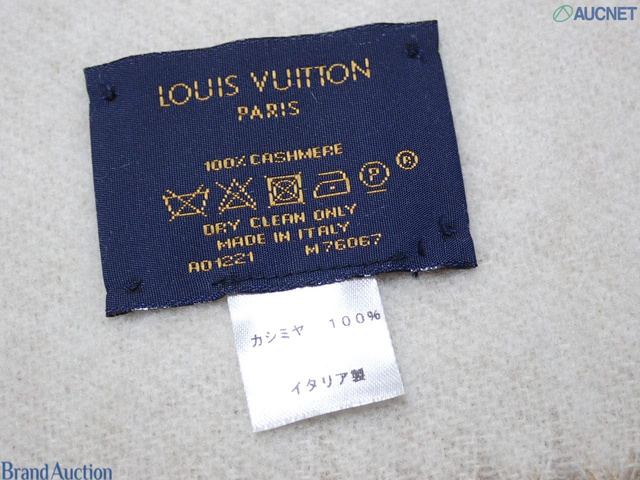 AUCNET
LOUIS VUITTON
PARIS
100% CASHMERE
P ®
DRY CLEAN ONLY
MADE IN ITALY
AO1221 M76067
カシミヤ 100%
イタリア製
Brand Auction